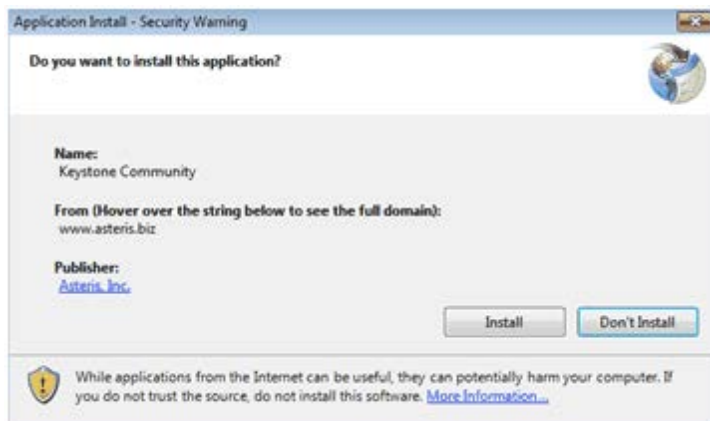 Application Install - Security Warning
Do you want to install this application?
Name:
Keystone Community
From (Hover over the string below to see the full domain):
www.asteris.biz
Publisher:
Asteris, Inc.
Install
Don't Install
While applications from the Internet can be useful, they can potentially harm your computer. If
you do not trust the source, do not install this software. More Information...